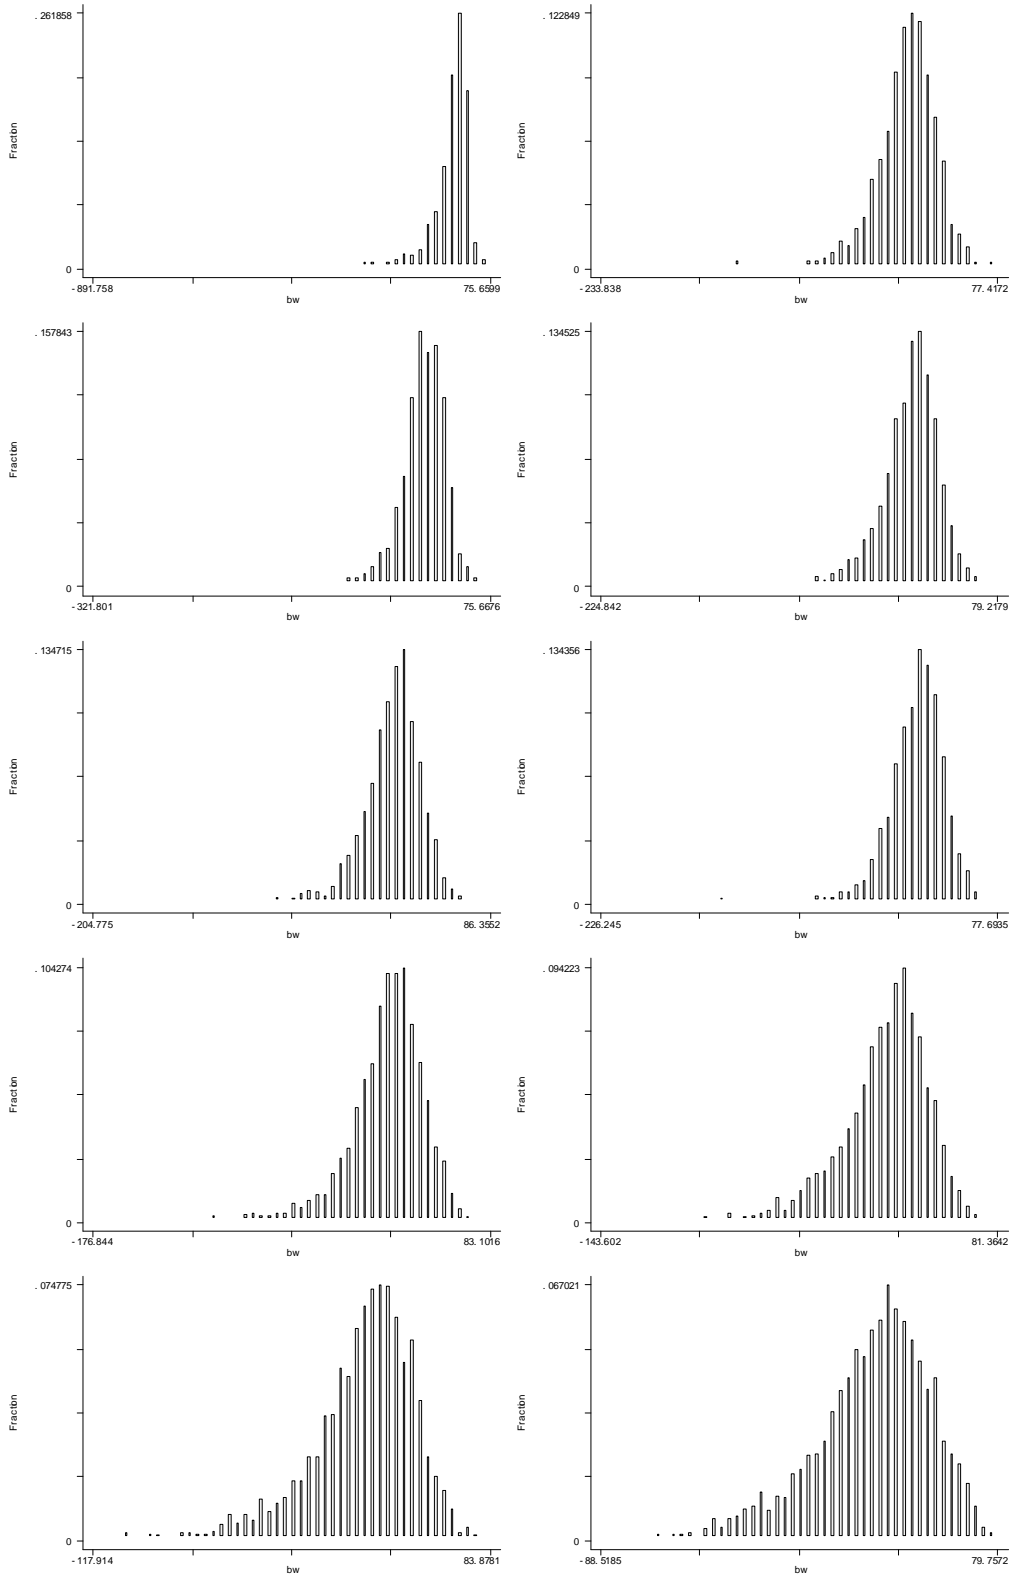 .261858
Fraction
0
-891.758
75.6599
bw
.122849
Fraction
0
-233.838
77.4172
bw
.157843
Fraction
0
-321.801
75.6676
bw
.134525
Fraction
0
-224.842
79.2179
bw
.134715
Fraction
0
-204.775
86.3552
bw
.134356
Fraction
0
-226.245
77.6935
bw
.104274
Fraction
0
-176.844
83.1016
bw
.094223
Fraction
0
-143.602
81.3642
bw
.074775
Fraction
0
-117.914
83.8781
bw
.067021
Fraction
0
-88.5185
79.7572
bw